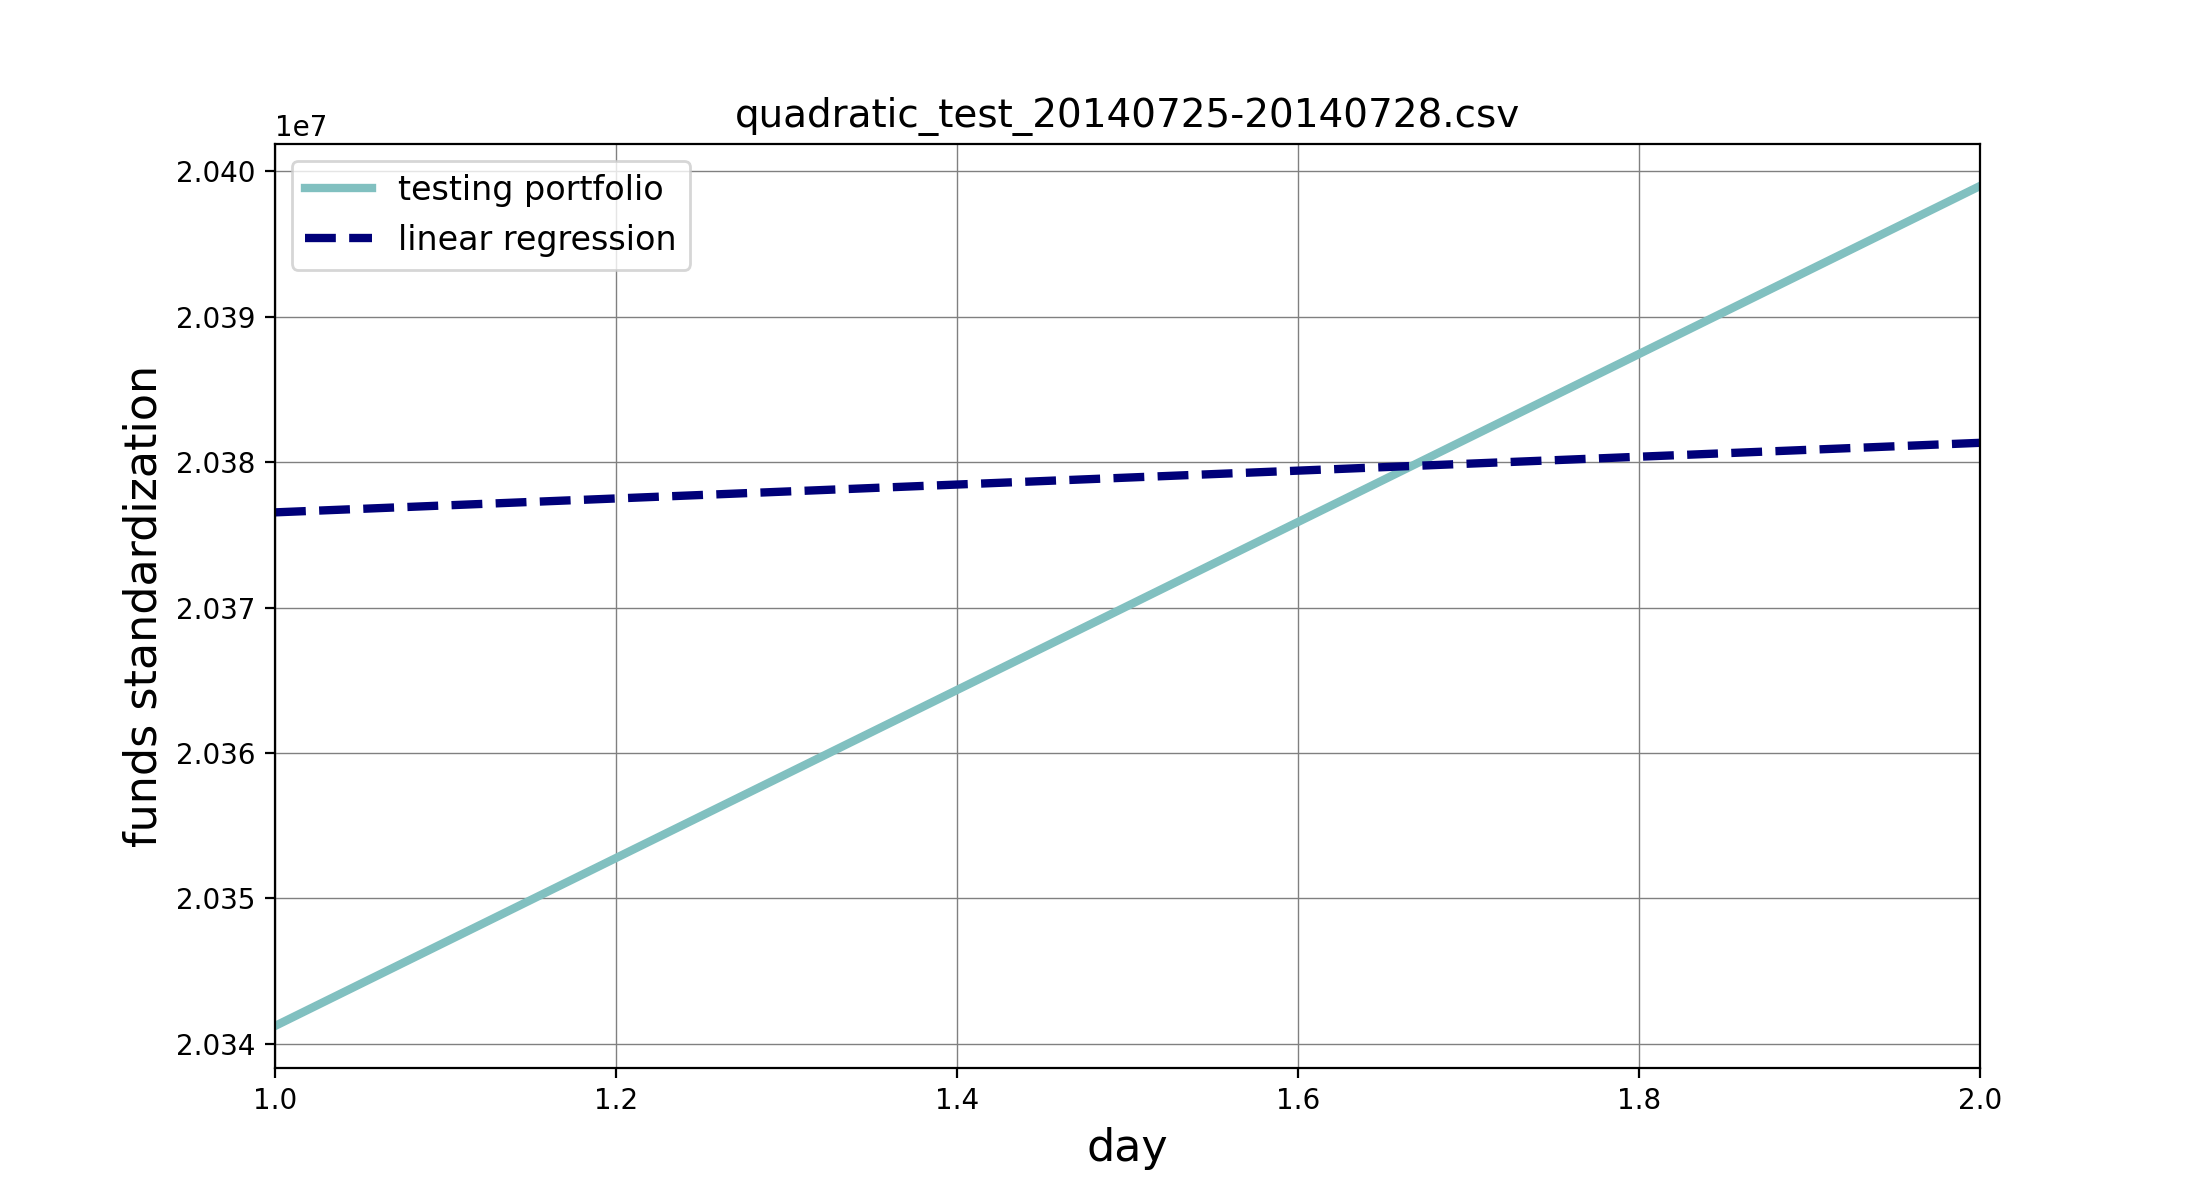 quadratic_test_20140725-20140728.csv
1e7
testing portfolio
linear regression
2.040
2.039
2.038
2.037
2.036
2.035
2.034
funds standardization
1.0 1.2 1.4 1.6 1.8 2.0
day